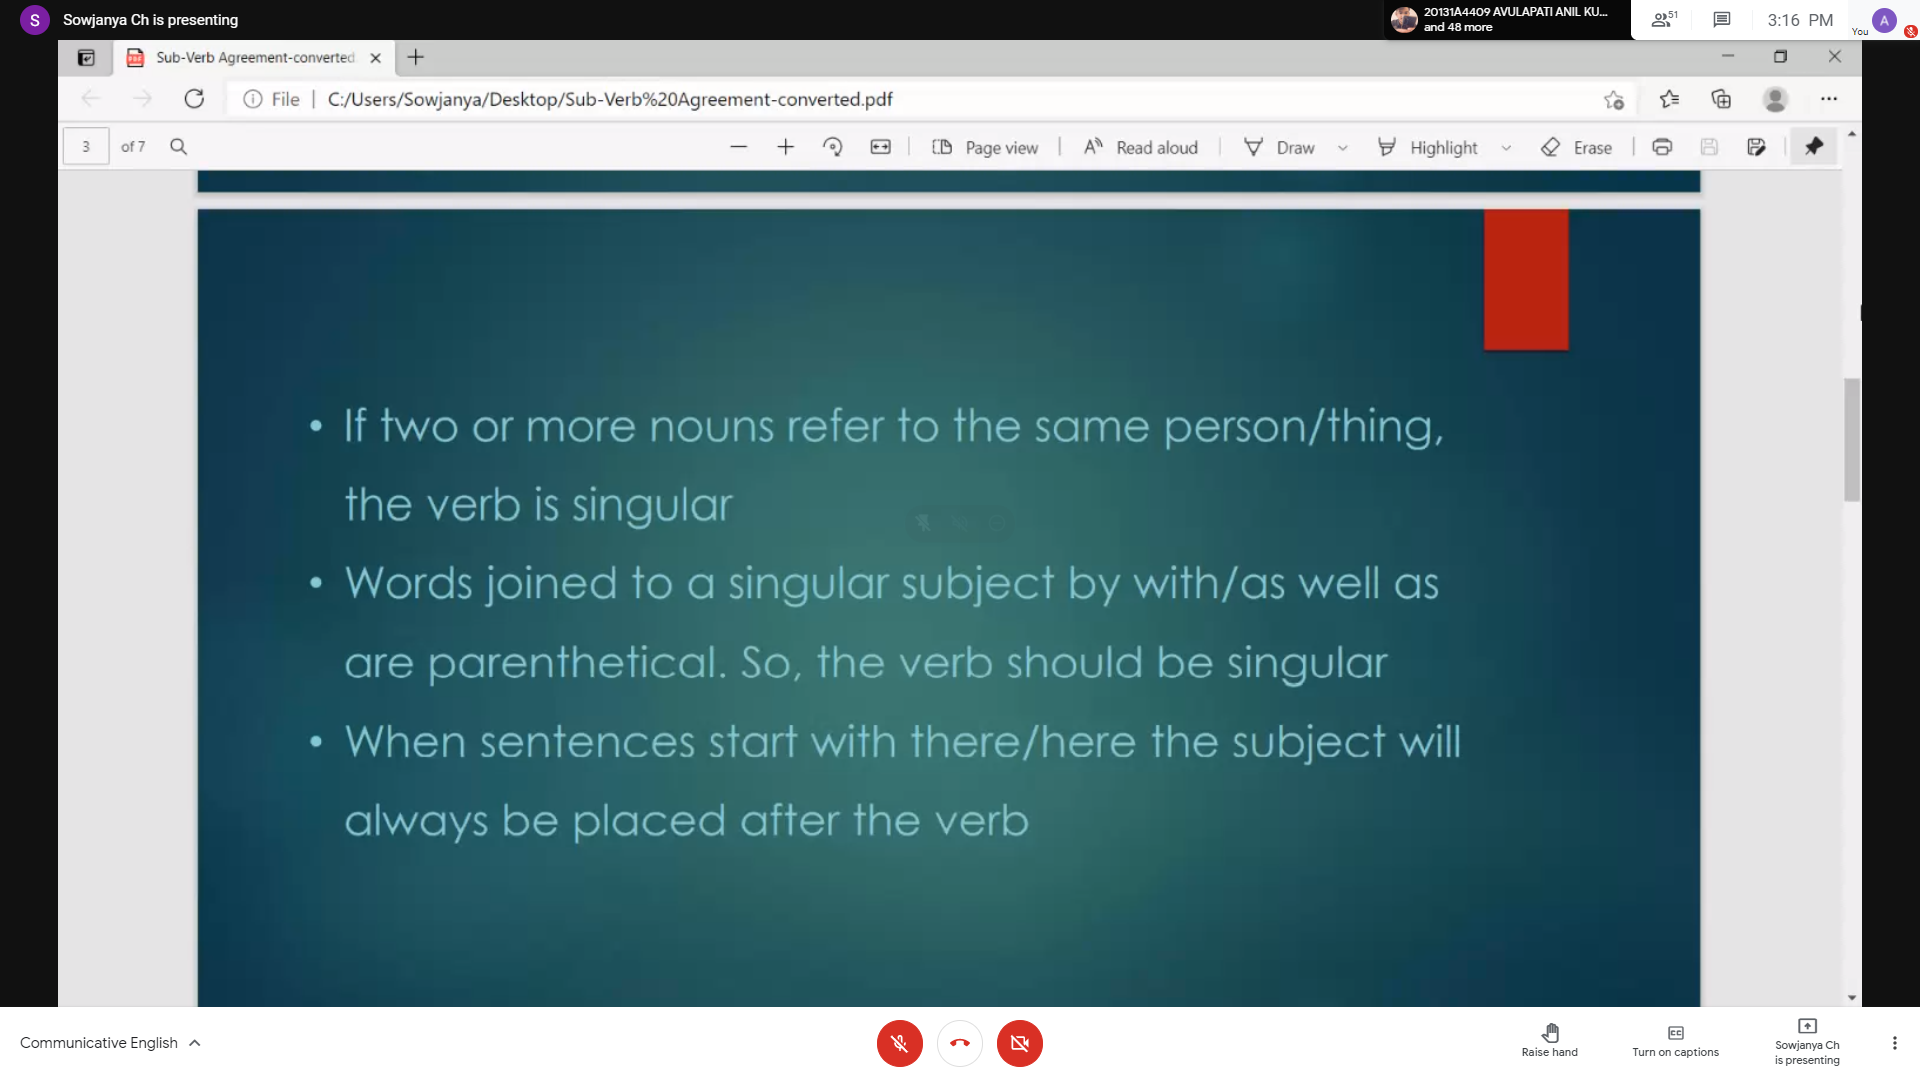 S Sowjanya Ch is presenting
20131A4409 AVULAPATI ANIL KU...
and 48 more
51
3:16 PM
You
A
Sub-Verb Agreement-converted
File | C:/Users/Sowjanya/Desktop/Sub-Verb%20Agreement-converted.pdf
3 of 7
Page view
Read aloud
Draw
Highlight
Erase
• If two or more nouns refer to the same person/thing,
the verb is singular
• Words joined to a singular subject by with/as well as
are parenthetical. So, the verb should be singular
• When sentences start with there/here the subject will
always be placed after the verb
Communicative English
Raise hand
Turn on captions
Sowjanya Ch
is presenting